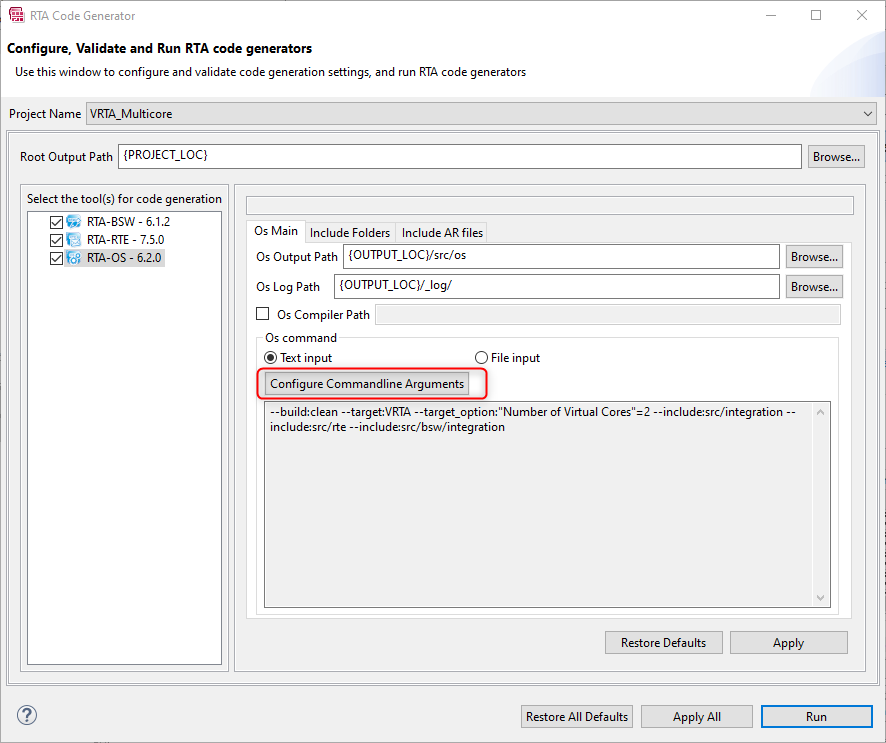 RTA Code Generator
Configure, Validate and Run RTA code generators
Use this window to configure and validate code generation settings, and run RTA code generators
Project Name VRTA_Multicore
Root Output Path {PROJECT_LOC} Browse...
Select the tool(s) for code generation
RTA-BSW - 6.1.2
RTA-RTE - 7.5.0
RTA-OS - 6.2.0
Os Main Include Folders Include AR files
Os Output Path {OUTPUT_LOC}/src/os Browse...
Os Log Path {OUTPUT_LOC}/_log/ Browse...
Os Compiler Path
Os command
Text input File input
Configure Commandline Arguments
--build:clean --target:VRTA --target_option:"Number of Virtual Cores"=2 --include:src/integration --
include:src/rte --include:src/bsw/integration
Restore Defaults Apply
? Restore All Defaults Apply All Run